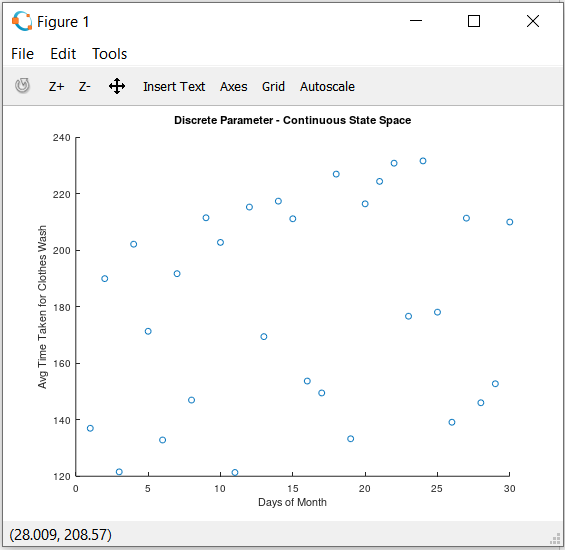 Figure 1
File Edit Tools
Z+ Z- Insert Text Axes Grid Autoscale
Discrete Parameter - Continuous State Space
240
220
200
180
160
140
120
Avg Time Taken for Clothes Wash
0 5 10 15 20 25 30
Days of Month
(28.009, 208.57)